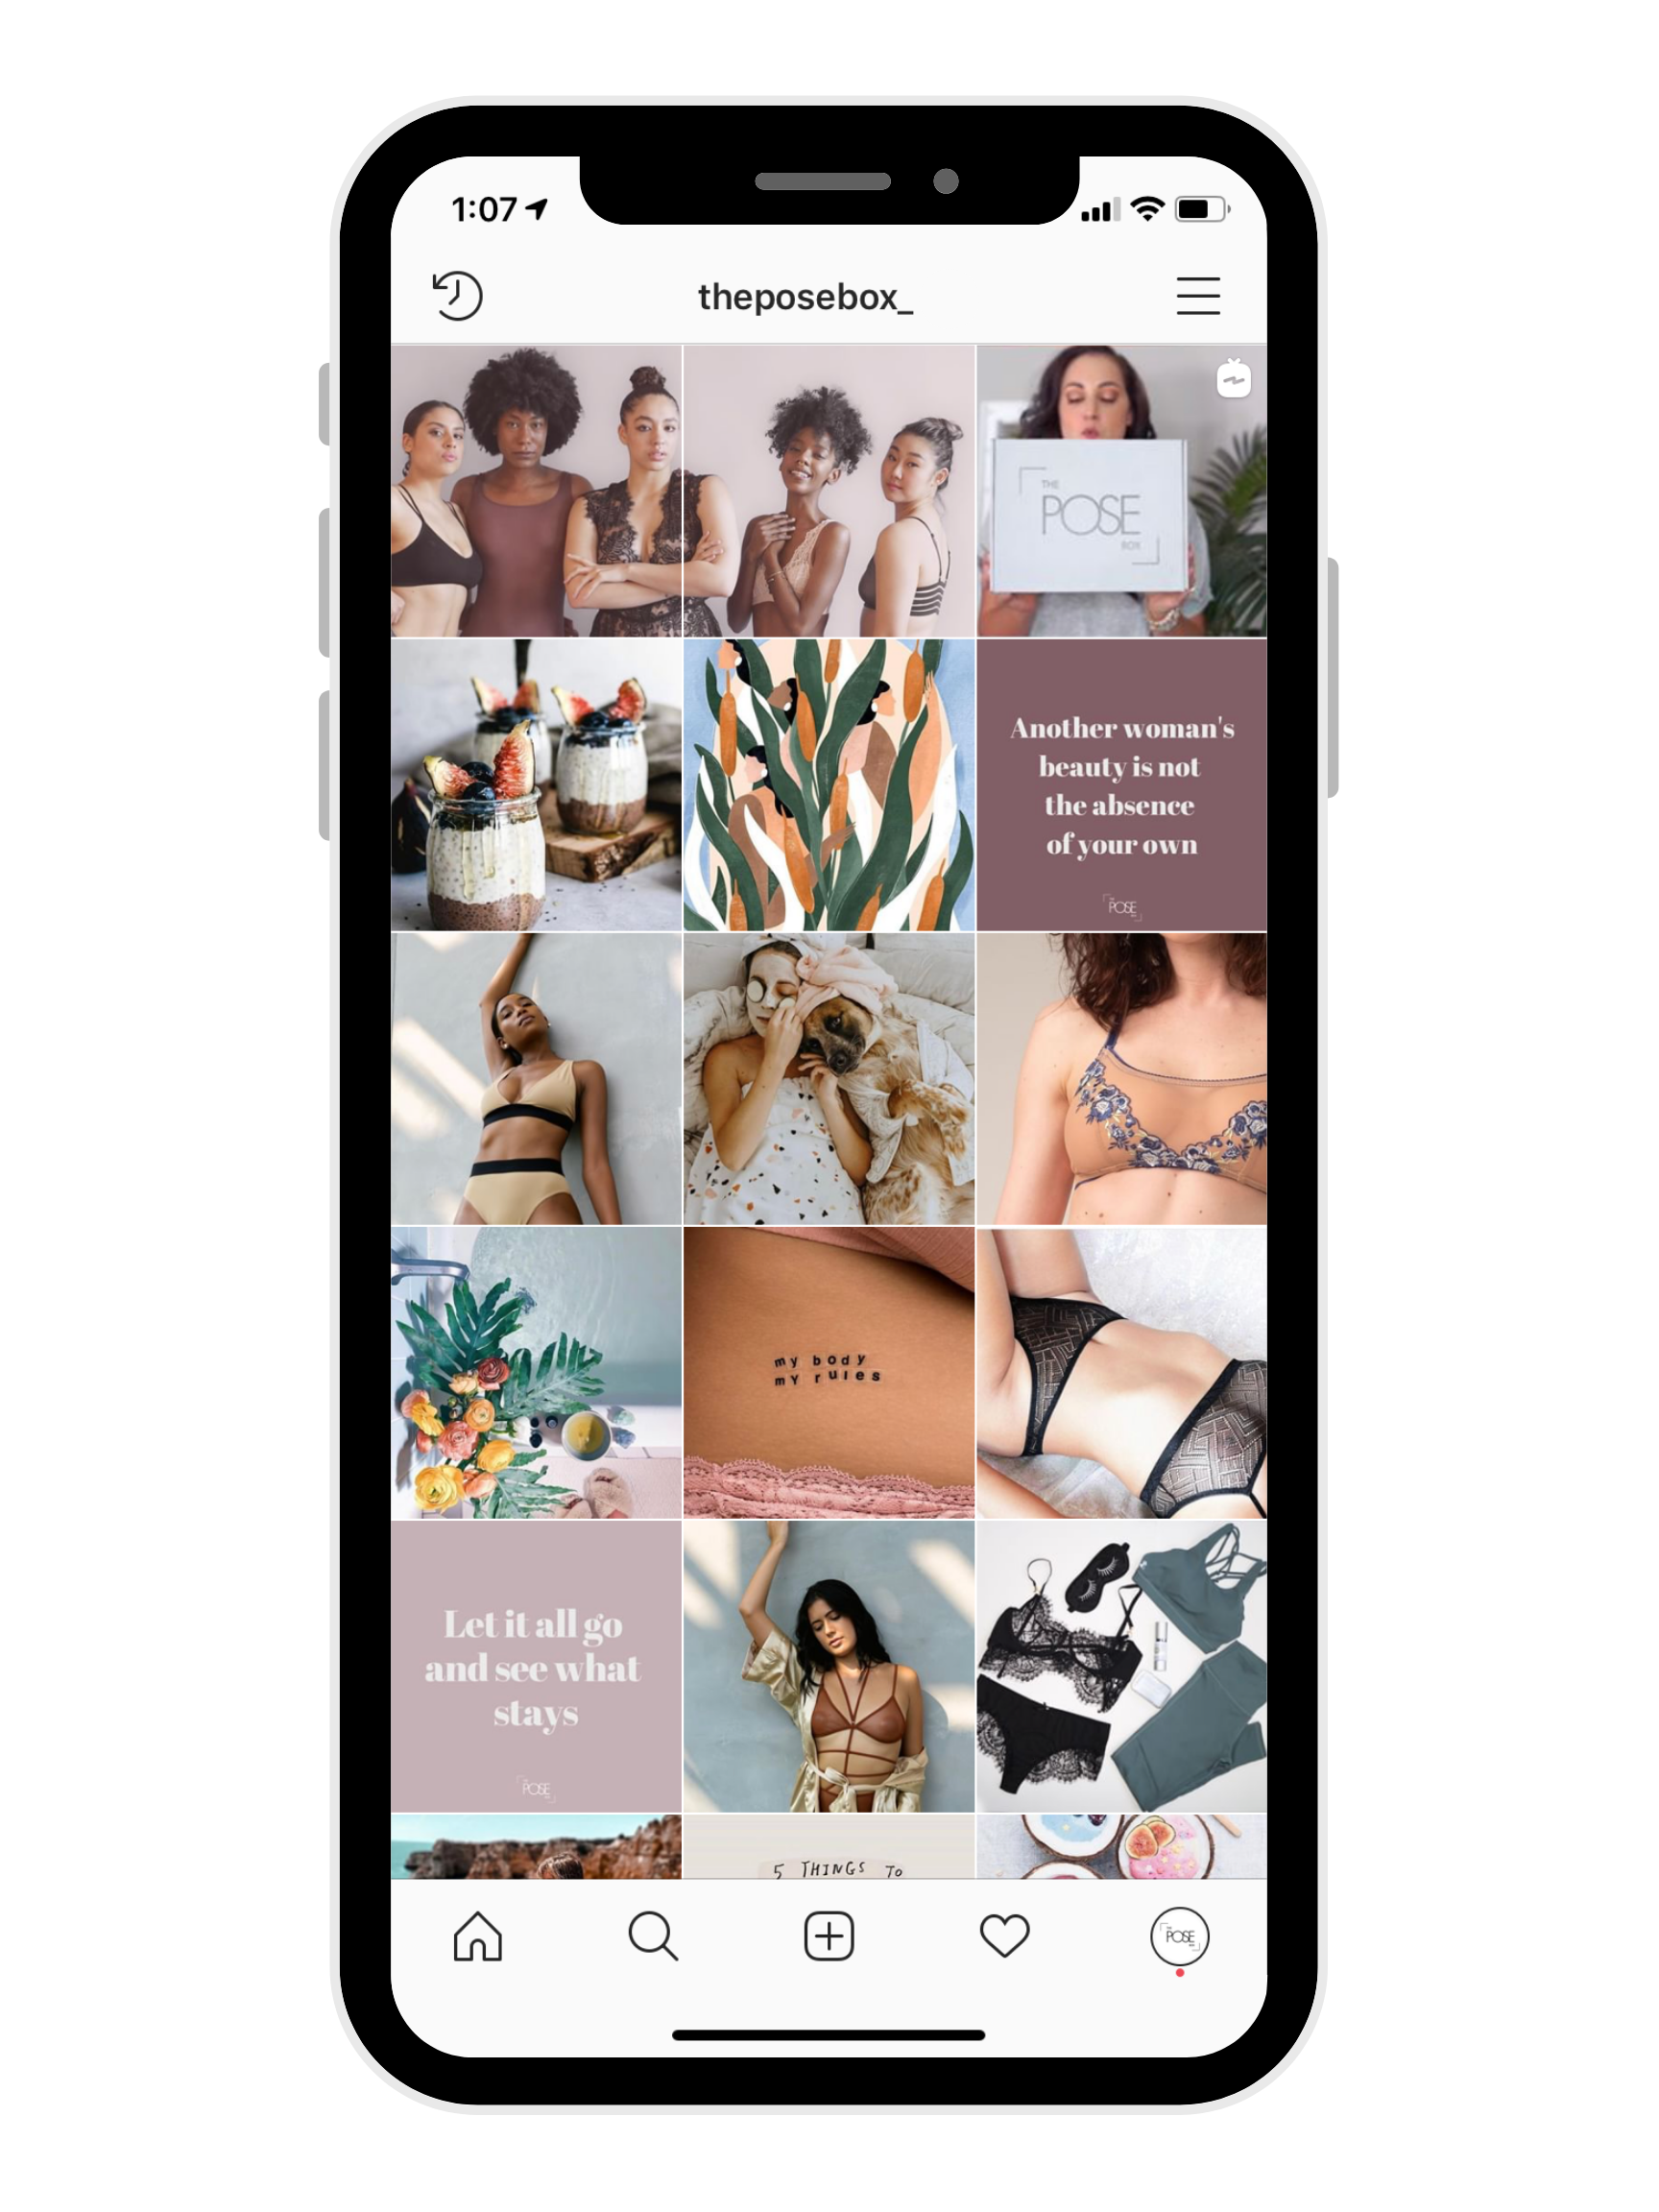 1:07
theposebox_
THE
POSE
BOX
Another woman's
beauty is not
the absence
of your own
POSE
my body
my rules
Let it all go
and see what
stays
POSE
5 THINGS TO
POSE